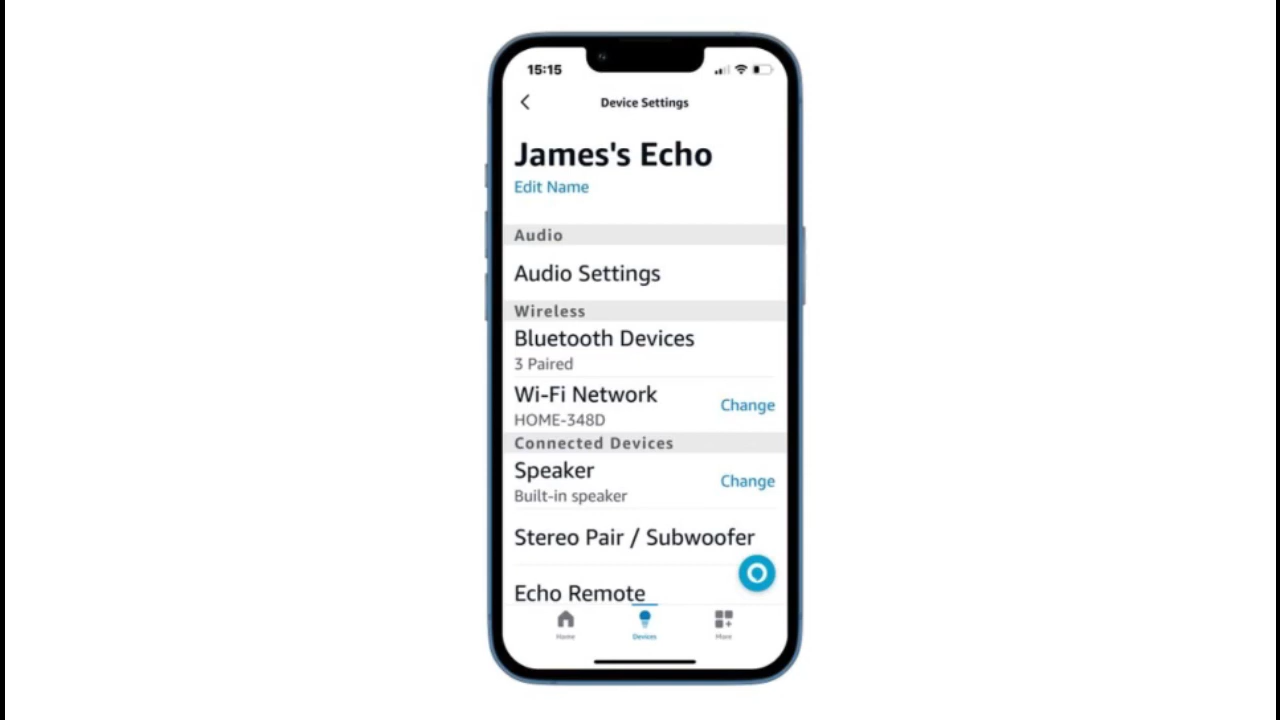 15:15
Device Settings
James's Echo
Edit Name
Audio
Audio Settings
Wireless
Bluetooth Devices
3 Paired
Wi-Fi Network
Change
HOME-348D
Connected Devices
Speaker
Change
Built-in speaker
Stereo Pair / Subwoofer
Echo Remote
Home Devices More